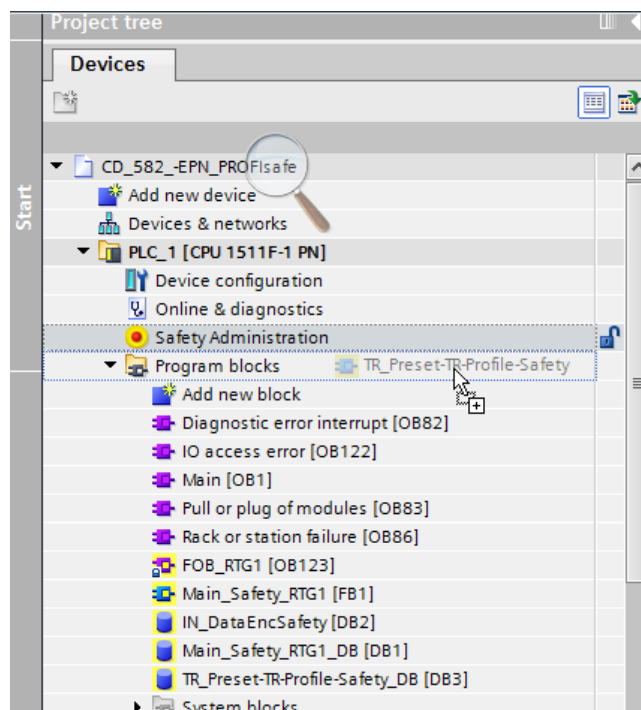 Project tree
Devices
Start
CD_582_-EPN_PROFIsafe
Add new device
Devices & networks
PLC_1 [CPU 1511F-1 PN]
Device configuration
Online & diagnostics
Safety Administration
Program blocks TR_Preset-TR-Profile-Safety
Add new block
Diagnostic error interrupt [OB82]
IO access error [OB122]
Main [OB1]
Pull or plug of modules [OB83]
Rack or station failure [OB86]
FOB_RTG1 [OB123]
Main_Safety_RTG1 [FB1]
IN_DataEncSafety [DB2]
Main_Safety_RTG1_DB [DB1]
TR_Preset-TR-Profile-Safety_DB [DB3]
System blocks